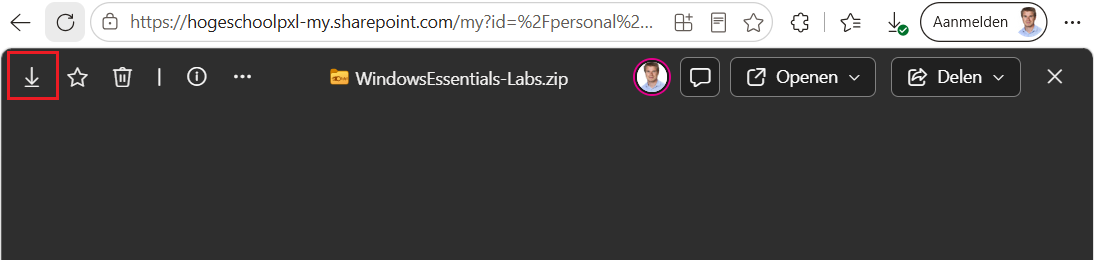 https://hogeschoolpxl-my.sharepoint.com/my?id=%2Fpersonal%2... Aanmelden
WindowsEssentials-Labs.zip Openen Delen